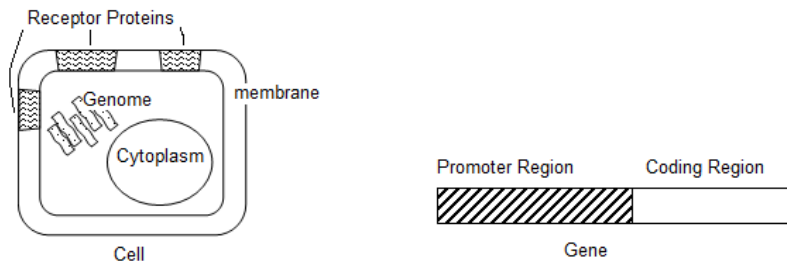 Receptor Proteins
Genome
membrane
Cytoplasm
Cell
Promoter Region
Coding Region
Gene